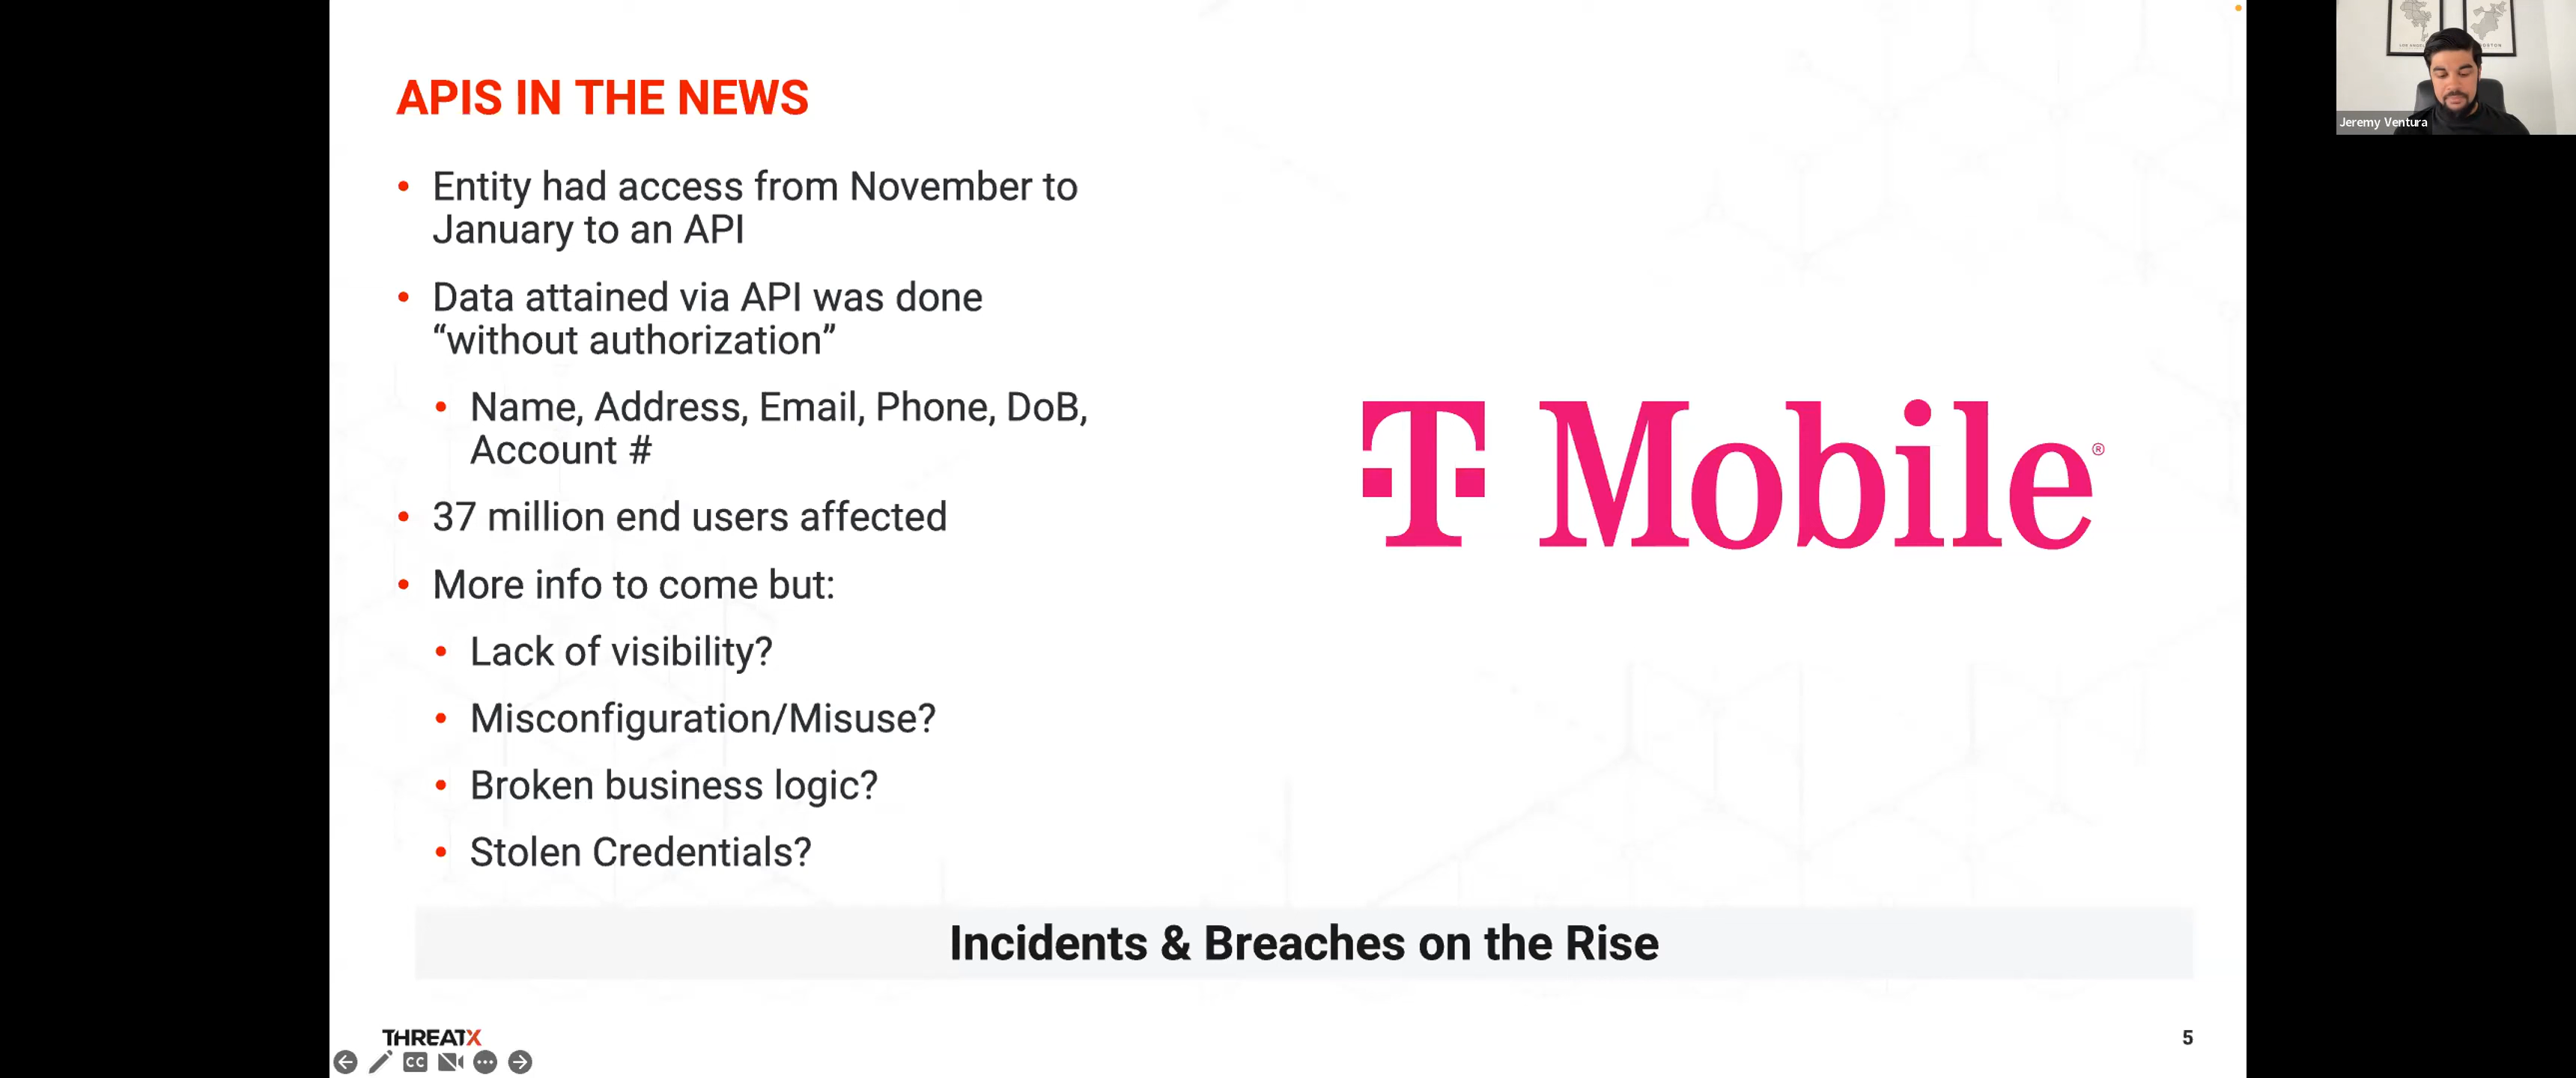 APIS IN THE NEWS
Entity had access from November to
January to an API
Data attained via API was done
“without authorization”
Name, Address, Email, Phone, DoB,
Account #
37 million end users affected
More info to come but:
Lack of visibility?
Misconfiguration/Misuse?
Broken business logic?
Stolen Credentials?
T Mobile®
Incidents & Breaches on the Rise
THREATX
5
CC
Jeremy Ventura